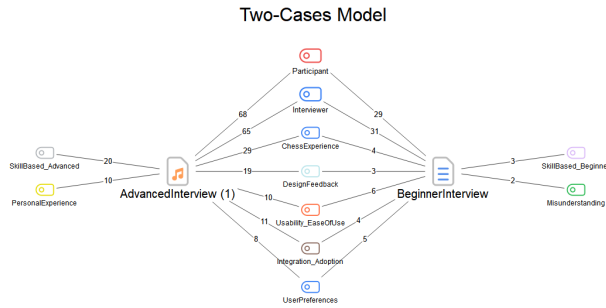 Two-Cases Model
Participant
68
29
Interviewer
65
31
ChessExperience
29
4
SkillBased_Advanced
20
3
SkillBased_Beginne
AdvancedInterview (1)
19
DesignFeedback
3
BeginnerInterview
PersonalExperience
10
2
Misunderstanding
10
Usability_EaseOfUse
6
11
Integration_Adoption
4
8
UserPreferences
5